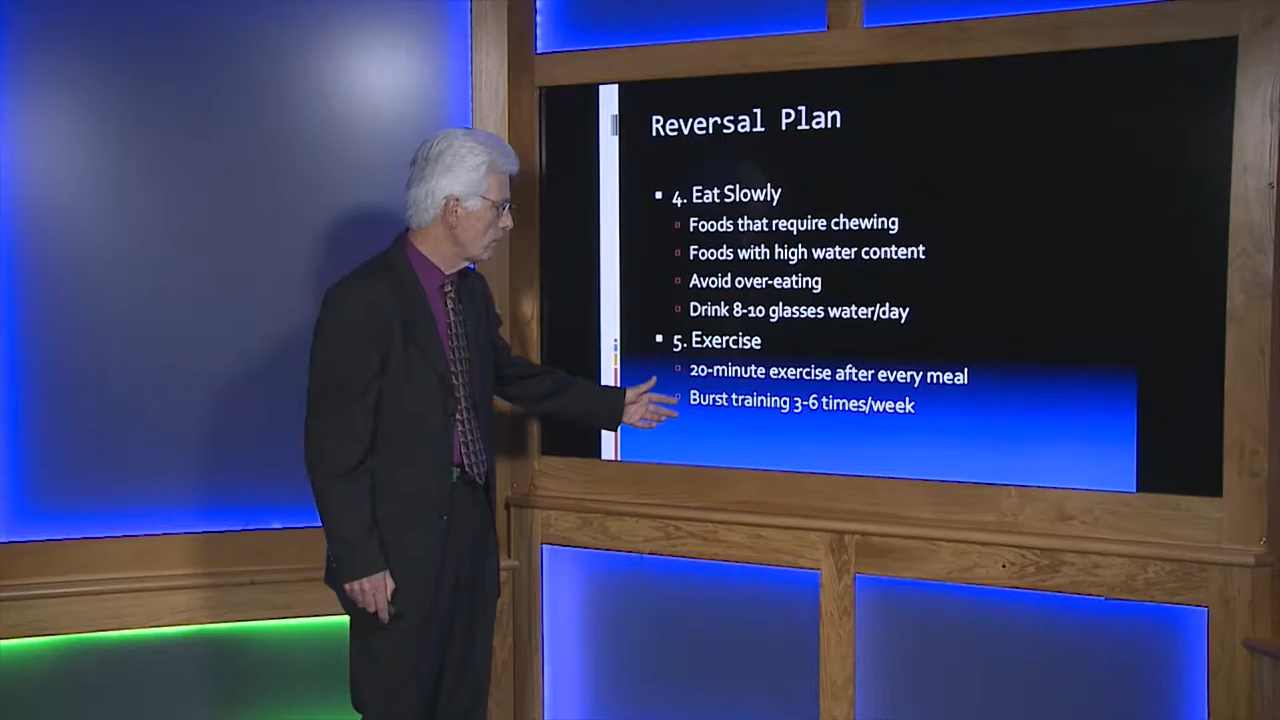 Reversal Plan
4. Eat Slowly
Foods that require chewing
Foods with high water content
Avoid over-eating
Drink 8-10 glasses water/day
5. Exercise
20-minute exercise after every meal
Burst training 3-6 times/week